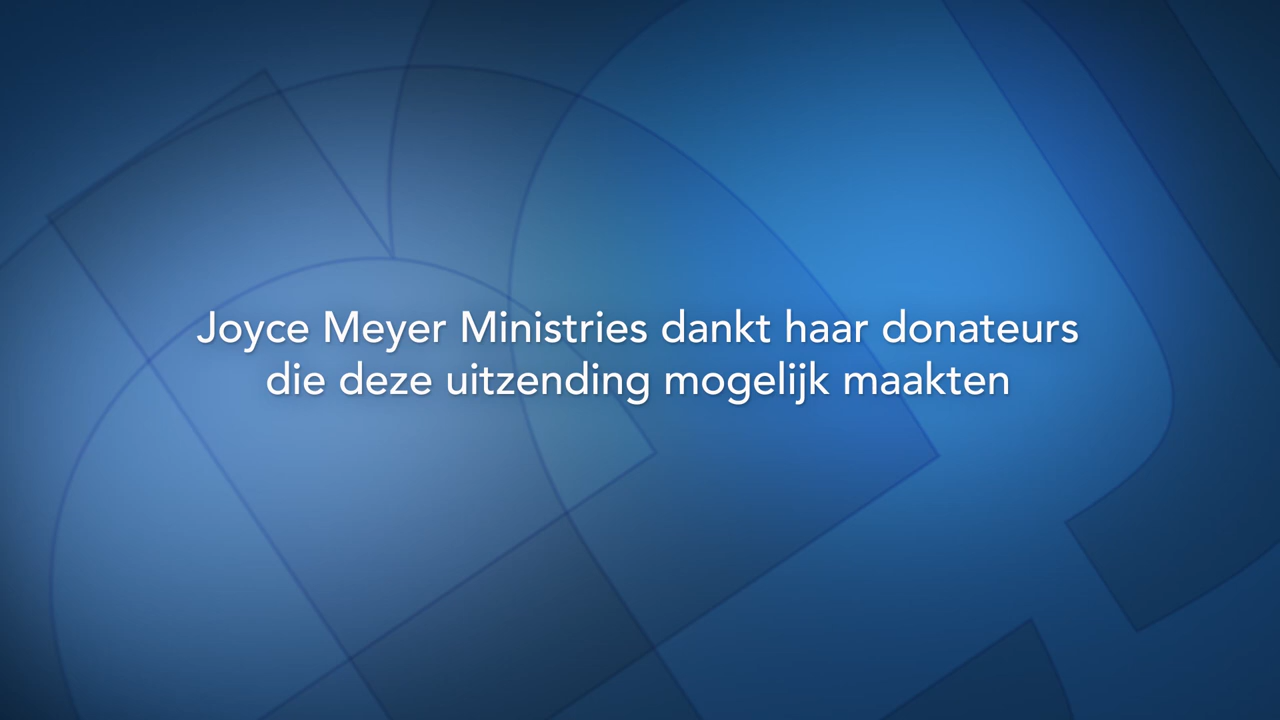 Joyce Meyer Ministries dankt haar donateurs
die deze uitzending mogelijk maakten